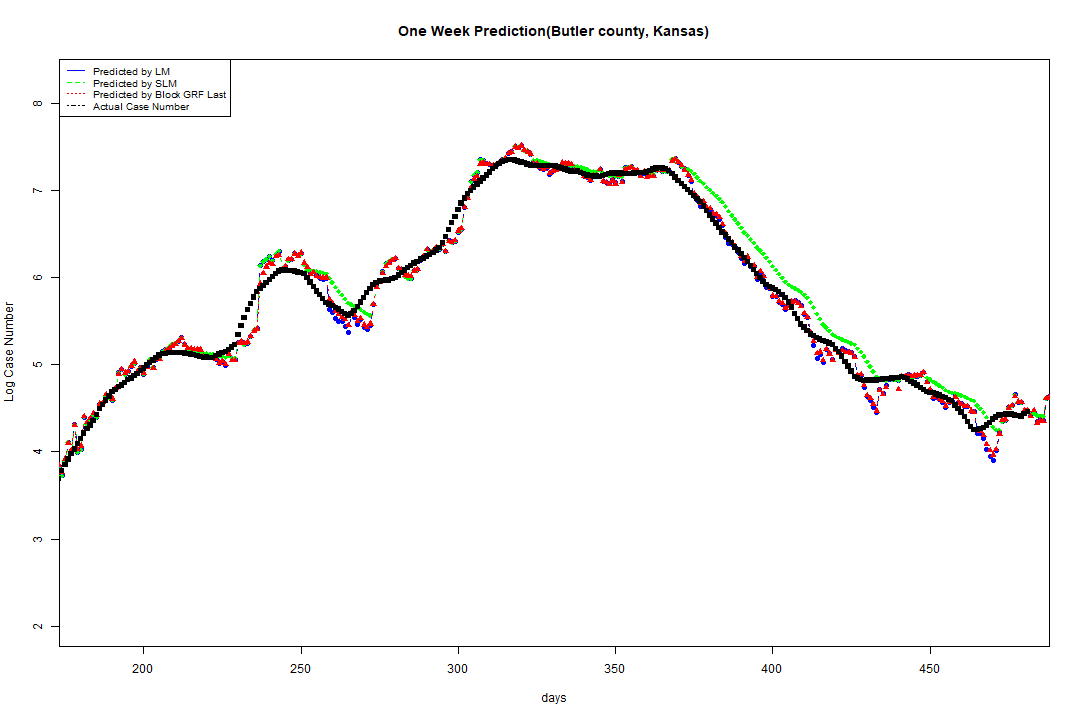 One Week Prediction(Butler county, Kansas)
Predicted by LM
Predicted by SLM
Predicted by Block GRF Last
Actual Case Number
8
7
6
5
4
3
2
Log Case Number
200 250 300 350 400 450
days